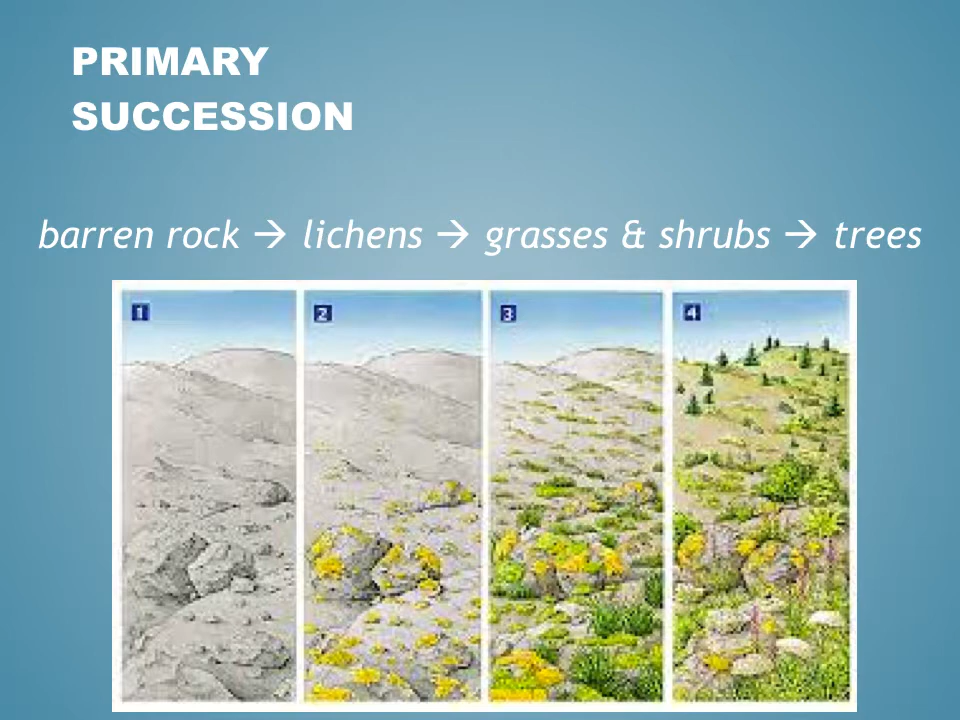 PRIMARY
SUCCESSION
barren rock → lichens → grasses & shrubs → trees
1
2
3
4